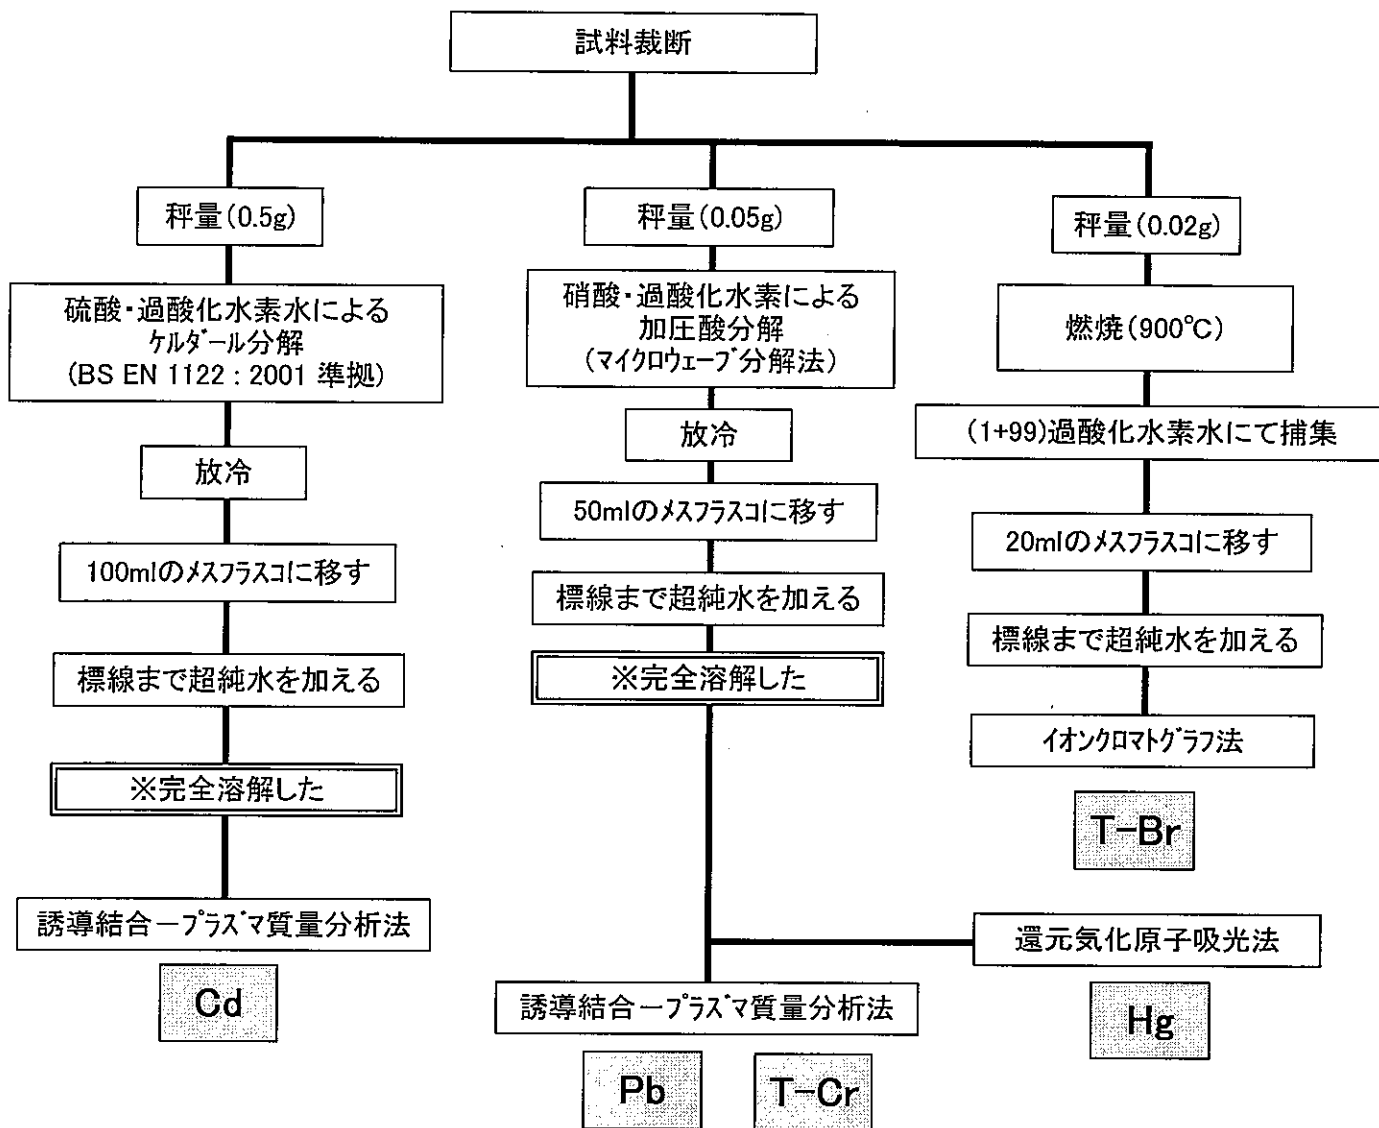 試料裁断
秤量(0.5g)
硫酸・過酸化水素水による
ケルダール分解
(BS EN 1122 : 2001 準拠)
放冷
100mlのメスフラスコに移す
標線まで超純水を加える
※完全溶解した
誘導結合-プラズマ質量分析法
Cd
秤量(0.05g)
硝酸・過酸化水素による
加圧酸分解
(マイクロウェーブ分解法)
放冷
50mlのメスフラスコに移す
標線まで超純水を加える
※完全溶解した
誘導結合-プラズマ質量分析法
Pb
T-Cr
秤量(0.02g)
燃焼(900℃)
(1+99)過酸化水素水にて捕集
20mlのメスフラスコに移す
標線まで超純水を加える
イオンクロマトグラフ法
T-Br
還元気化原子吸光法
Hg